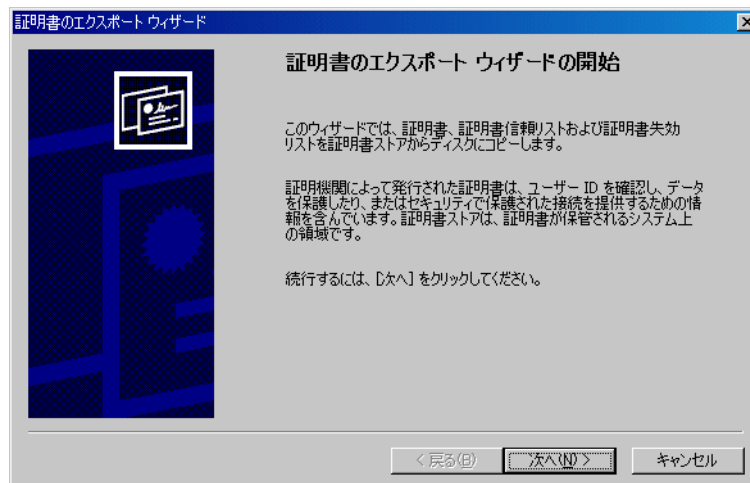 証明書のエクスポート ウィザード
証明書のエクスポート ウィザードの開始
このウィザードでは、証明書、証明書信頼リストおよび証明書失効
リストを証明書ストアからディスクにコピーします。
証明機関によって発行された証明書は、ユーザー ID を確認し、データ
を保護したり、またはセキュリティで保護された接続を提供するための情
報を含んでいます。証明書ストアは、証明書が保管されるシステム上
の領域です。
続行するには、[次へ] をクリックしてください。
< 戻る(B)
次へ(N) >
キャンセル